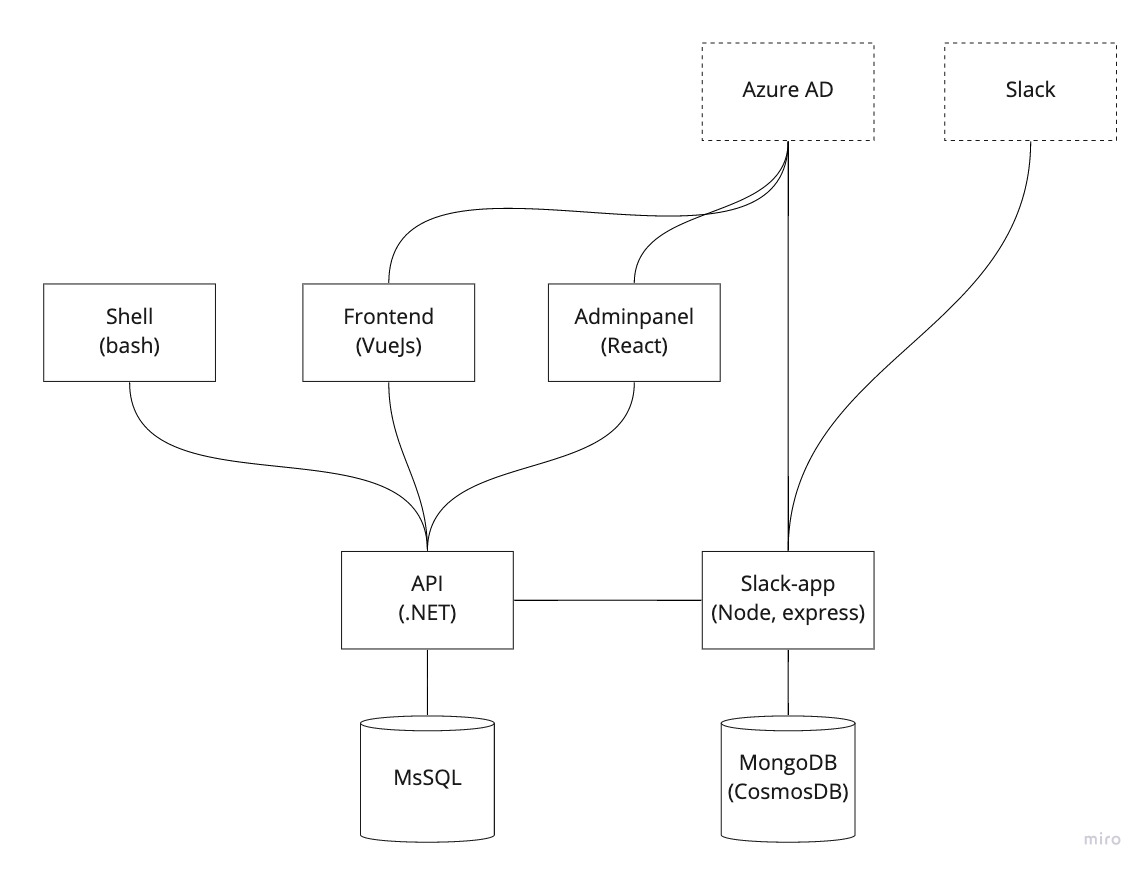 Azure AD
Slack
Shell
(bash)
Frontend
(VueJs)
Adminpanel
(React)
API
(.NET)
Slack-app
(Node, express)
MsSQL
MongoDB
(CosmosDB)
miro